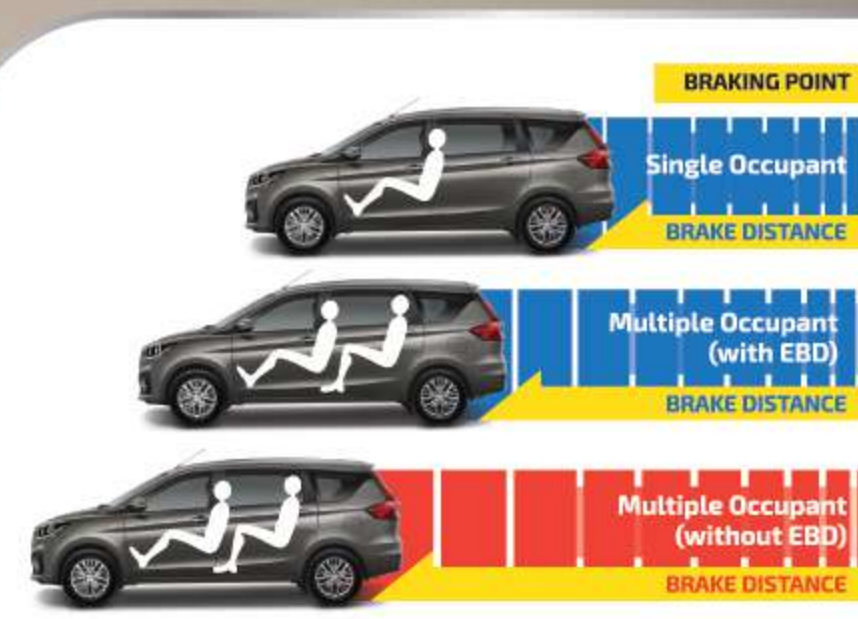 BRAKING POINT
Single Occupant
BRAKE DISTANCE
Multiple Occupant
(with EBD)
BRAKE DISTANCE
Multiple Occupant
(without EBD)
BRAKE DISTANCE